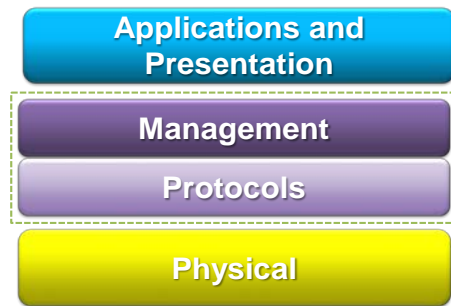 Applications and
Presentation
Management
Protocols
Physical